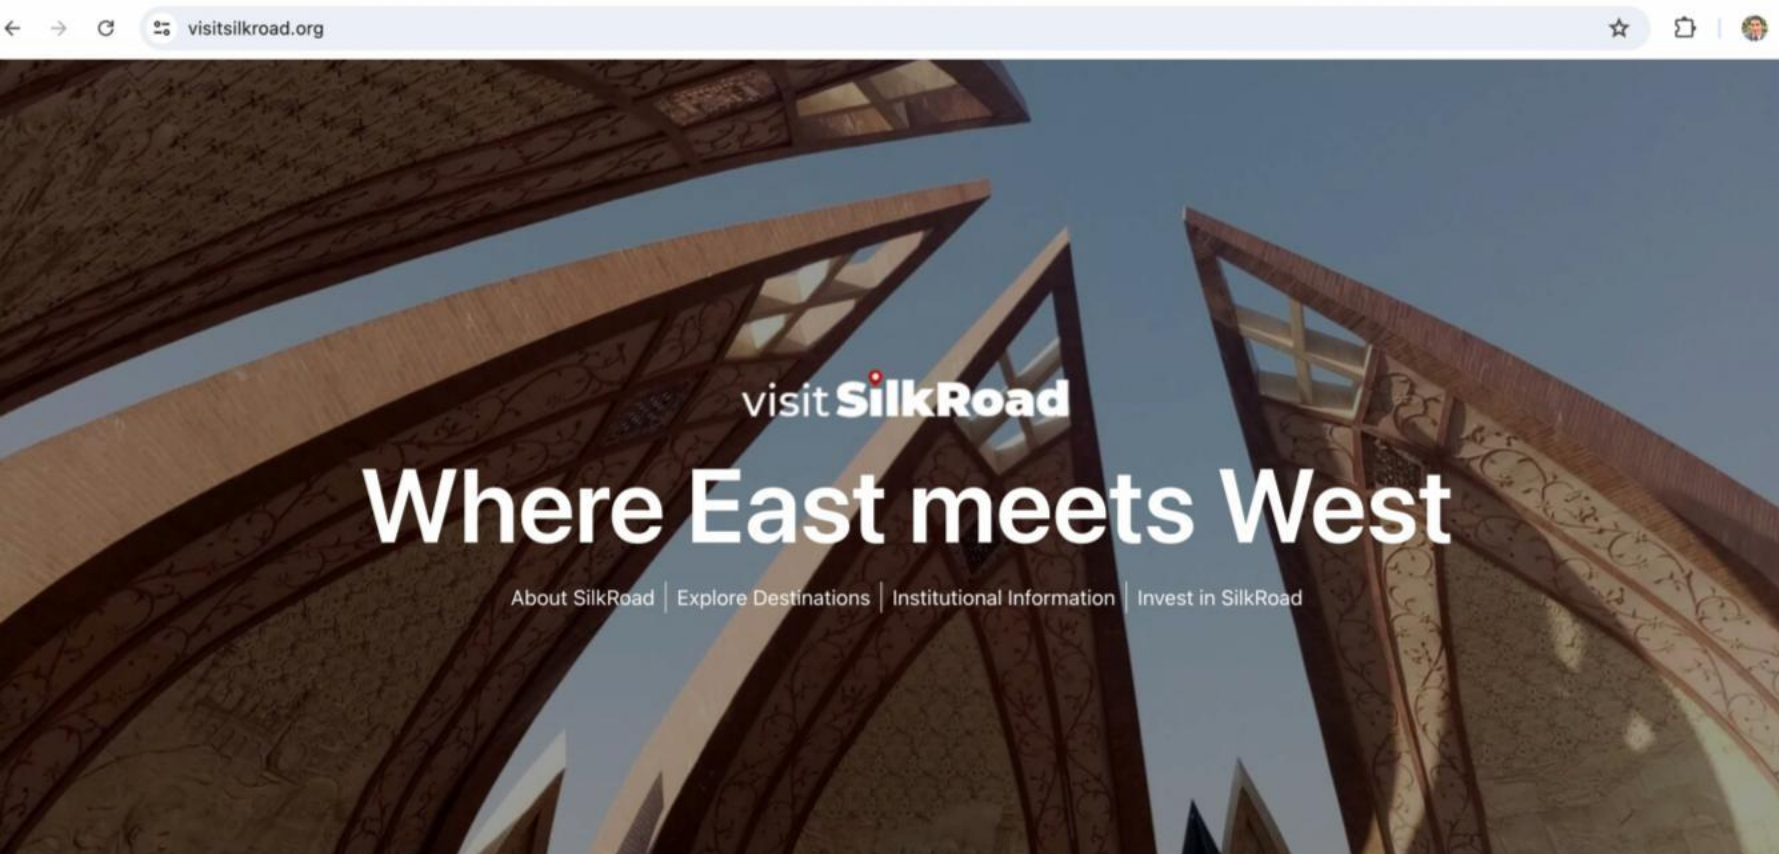 visitsilkroad.org
visit SilkRoad
Where East meets West
About SilkRoad | Explore Destinations | Institutional Information | Invest in SilkRoad